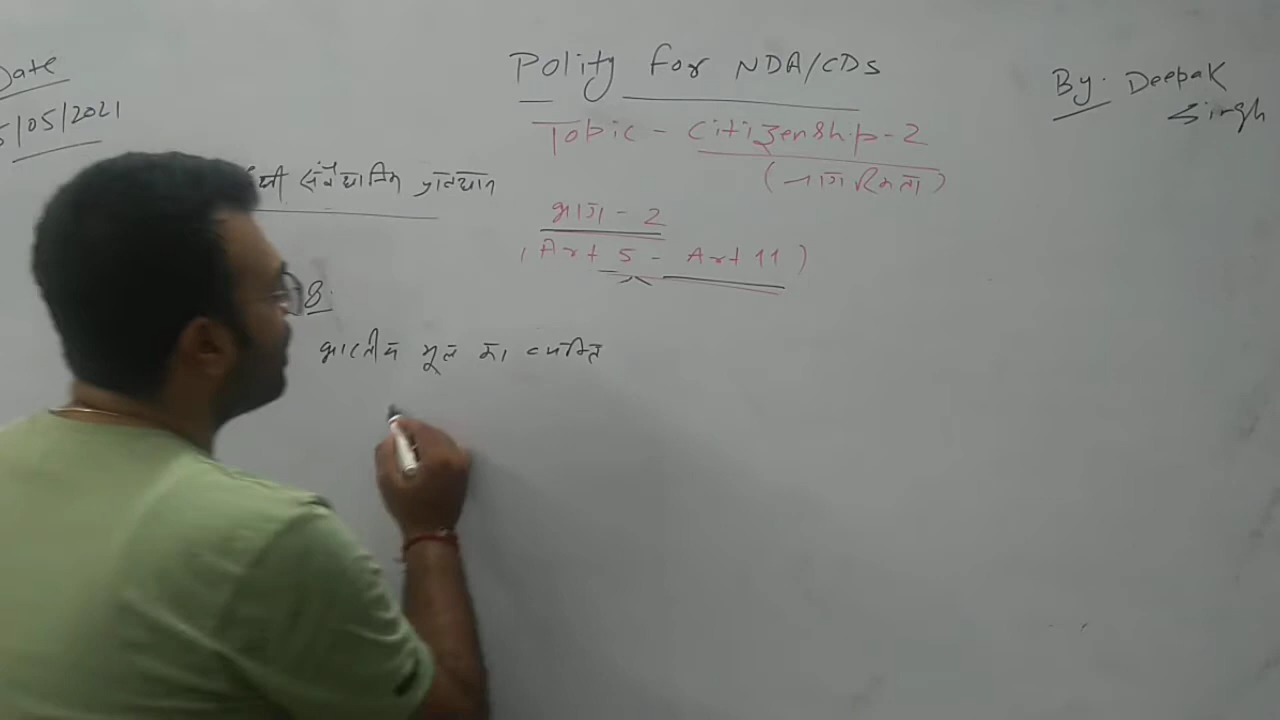 Date
5/05/2021
Polity for NDA/CDs
By. Deepak Singh
Topic - Citizenship-2
(नागरिकता)
संवैधानिक प्रावधान
भाग - 2
(Art 5 - Art 11)
8.
भारतीय मूल का व्यक्ति